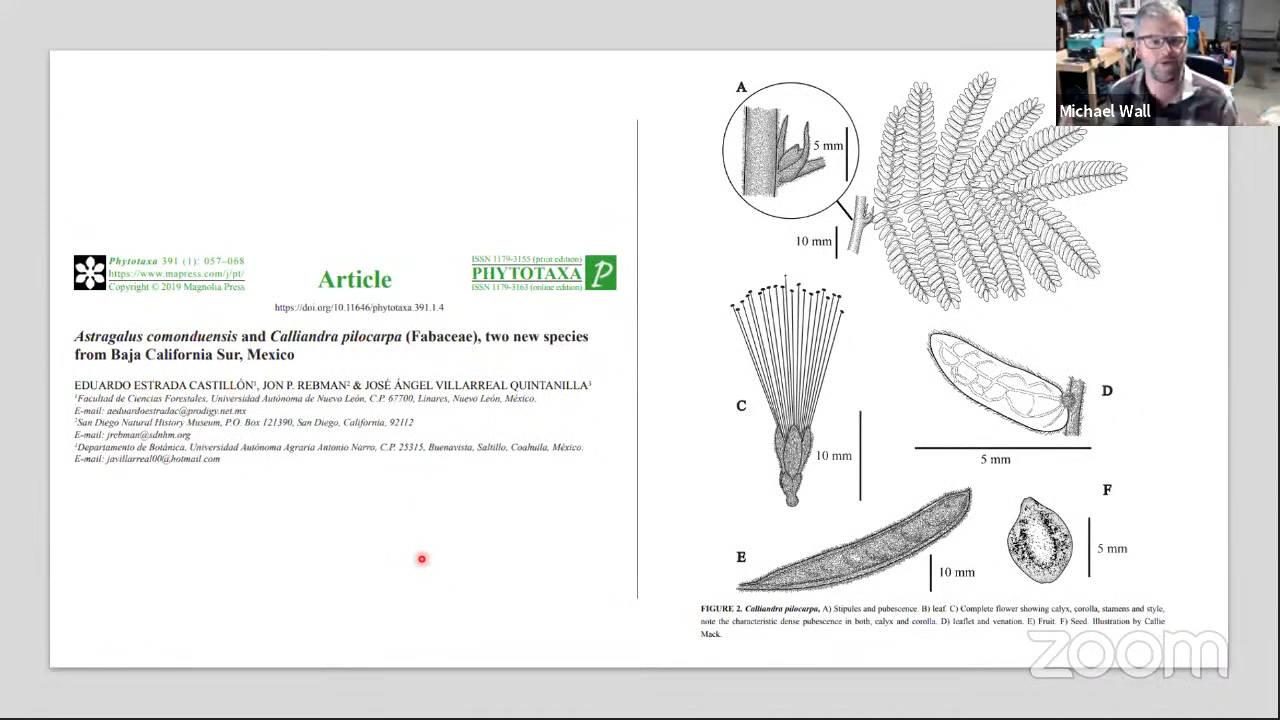 Michael Wall
Phytotaxa 391 (1): 057–068
https://www.mapress.com/j/pt/
Copyright © 2019 Magnolia Press
Article
ISSN 1179-3155 (print edition)
PHYTOTAXA
ISSN 1179-3163 (online edition)
P
https://doi.org/10.11646/phytotaxa.391.1.4
Astragalus comonduensis and Calliandra pilocarpa (Fabaceae), two new species
from Baja California Sur, Mexico
EDUARDO ESTRADA CASTILLÓN¹, JON P. REBMAN² & JOSÉ ÁNGEL VILLARREAL QUINTANILLA³
¹Facultad de Ciencias Forestales, Universidad Autónoma de Nuevo León, C.P. 67700, Linares, Nuevo León, México.
E-mail: aeduardoestradac@prodigy.net.mx
²San Diego Natural History Museum, P.O. Box 121390, San Diego, California, 92112
E-mail: jrebman@sdnhm.org
³Departamento de Botánica, Universidad Autónoma Agraria Antonio Narro, C.P. 25315, Buenavista, Saltillo, Coahuila, México.
E-mail: javillarreal00@hotmail.com
A
5 mm
10 mm
C
10 mm
D
5 mm
E
10 mm
F
5 mm
FIGURE 2. Calliandra pilocarpa, A) Stipules and pubescence. B) leaf. C) Complete flower showing calyx, corolla, stamens and style,
note the characteristic dense pubescence in both, calyx and corolla. D) leaflet and venation. E) Fruit. F) Seed. Illustration by Callie
Mack.
zoom